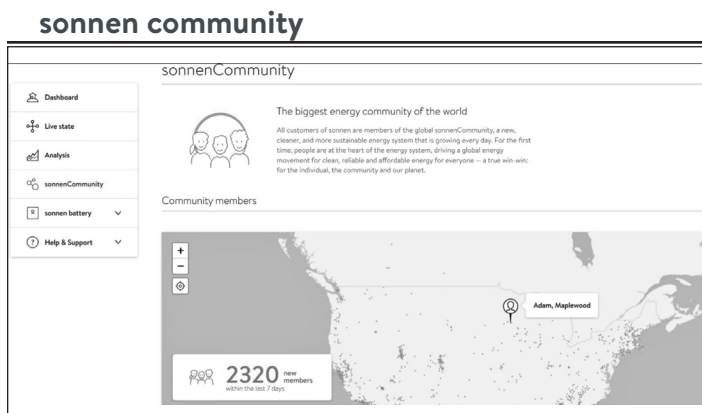 sonnen community
sonnenCommunity
Dashboard
Live state
Analysis
sonnenCommunity
sonnen battery
Help & Support
The biggest energy community of the world
All customers of sonnen are members of the global sonnenCommunity, a new,
cleaner, and more sustainable energy system that is growing every day. For the first
time, people are at the heart of the energy system, driving a global energy
movement for clean, reliable and affordable energy for everyone – a true win-win:
for the individual, the community and our planet.
Community members
+
−
Adam, Maplewood
2320 new
members
within the last 7 days